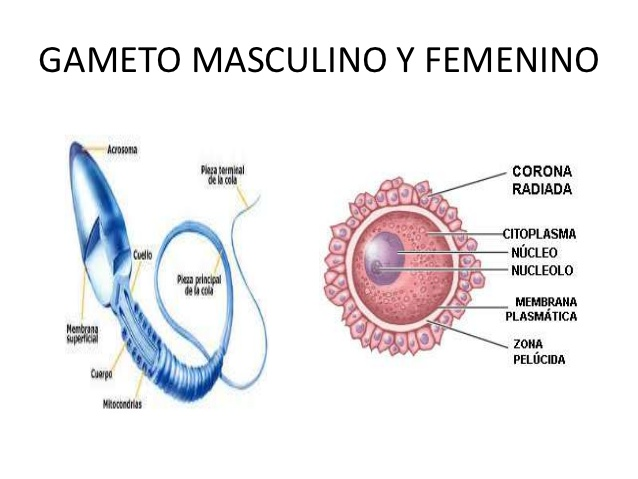 GAMETO MASCULINO Y FEMENINO
Acrosoma
Pieza terminal
de la cola
Cuello
Pieza principal
de la cola
Membrana
superficial
Cuerpo
Mitocondrias
CORONA
RADIADA
CITOPLASMA
NÚCLEO
NUCLEOLO
MEMBRANA
PLASMÁTICA
ZONA
PELÚCIDA